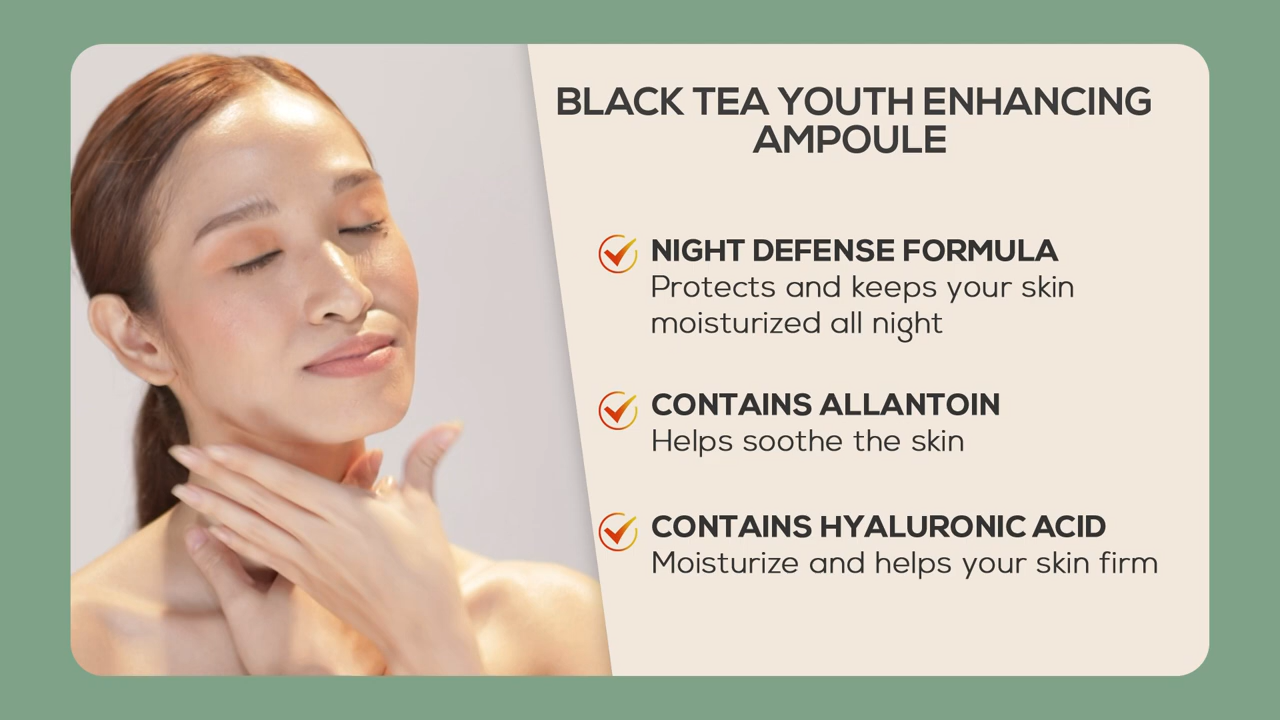 BLACK TEA YOUTH ENHANCING
AMPOULE
NIGHT DEFENSE FORMULA
Protects and keeps your skin
moisturized all night
CONTAINS ALLANTOIN
Helps soothe the skin
CONTAINS HYALURONIC ACID
Moisturize and helps your skin firm